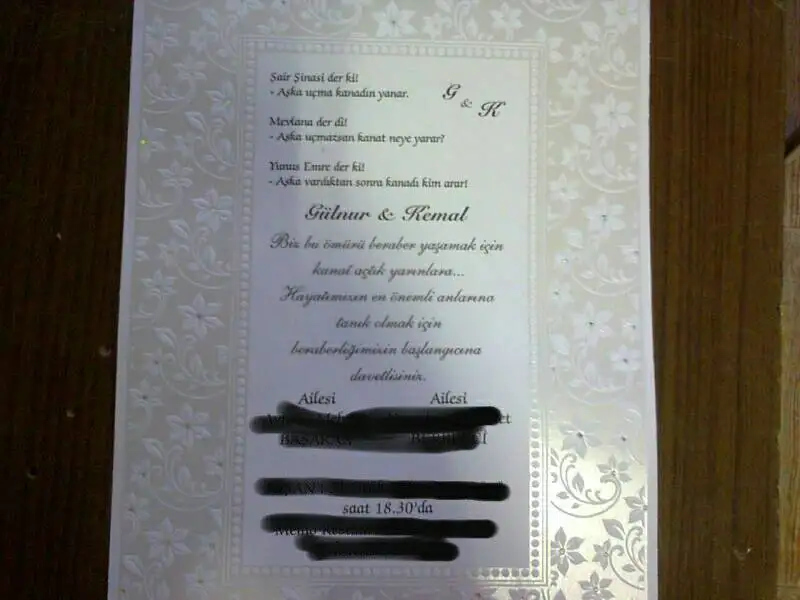 Şair Şinasi der ki!
- Aşka uçma kanadın yanar.
G & K
Mevlana der di!
- Aşka uçmazsan kanat neye yarar?
Yunus Emre der ki!
- Aşka vardıktan sonra kanadı kim arar!
Gülnur & Kemal
Biz bu ömürü beraber yaşamak için
kanat açtık yarınlara...
Hayatımızın en önemli anlarına
tanık olmak için
beraberliğimizin başlangıcına
davetlisiniz.
Ailesi Ailesi
saat 18.30'da